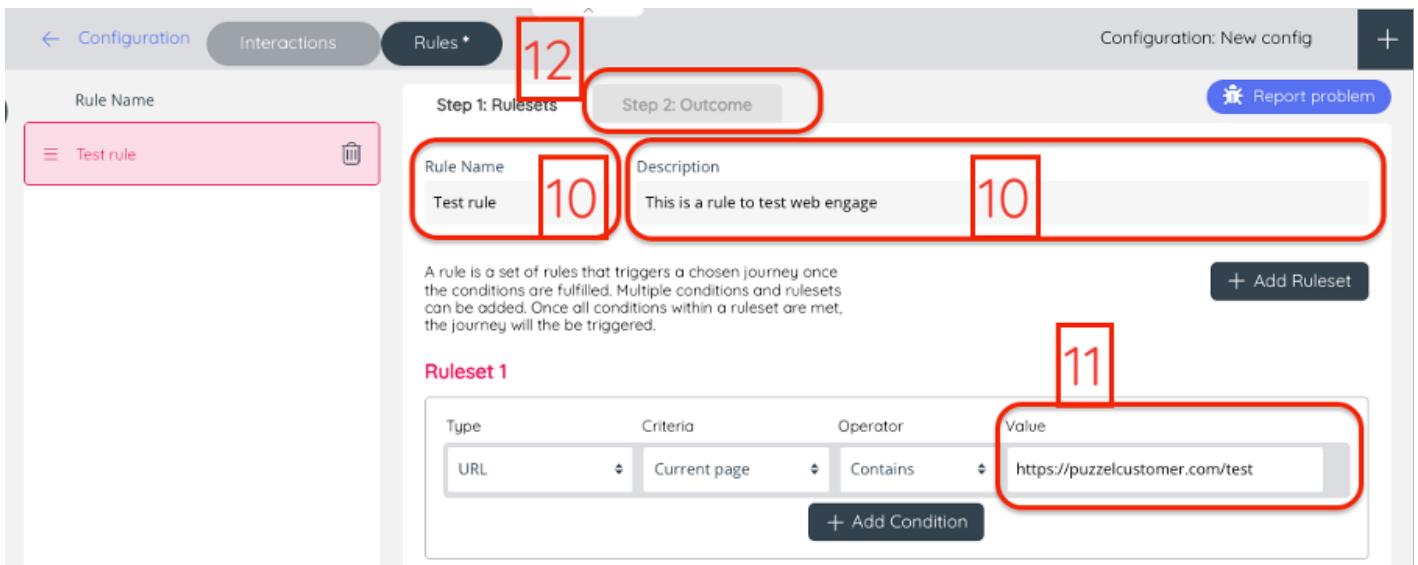 ← Configuration Interactions Rules * Configuration: New config +
12
Rule Name
Step 1: Rulesets Step 2: Outcome Report problem
Test rule
Rule Name Description
10 10
Test rule This is a rule to test web engage
A rule is a set of rules that triggers a chosen journey once
the conditions are fulfilled. Multiple conditions and rulesets
can be added. Once all conditions within a ruleset are met,
the journey will the be triggered.
+ Add Ruleset
11
Ruleset 1
Type Criteria Operator Value
URL Current page Contains https://puzzelcustomer.com/test
+ Add Condition